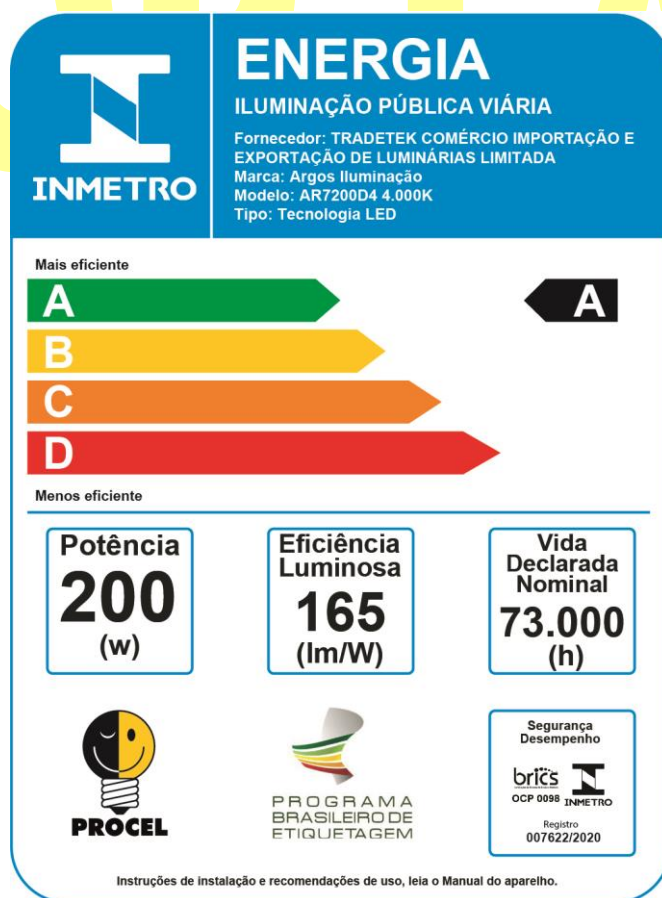 ENERGIA
ILUMINAÇÃO PÚBLICA VIÁRIA
Fornecedor: TRADETEK COMÉRCIO IMPORTAÇÃO E
EXPORTAÇÃO DE LUMINÁRIAS LIMITADA
Marca: Argos Iluminação
Modelo: AR7200D4 4.000K
Tipo: Tecnologia LED
INMETRO
Mais eficiente
A
A
B
C
D
Menos eficiente
Potência
200
(w)
Eficiência
Luminosa
165
(lm/W)
Vida
Declarada
Nominal
73.000
(h)
PROCEL
PROGRAMA
BRASILEIRO DE
ETIQUETAGEM
Segurança
Desempenho
brics
OCP 0098
INMETRO
Registro
007622/2020
Instruções de instalação e recomendações de uso, leia o Manual do aparelho.